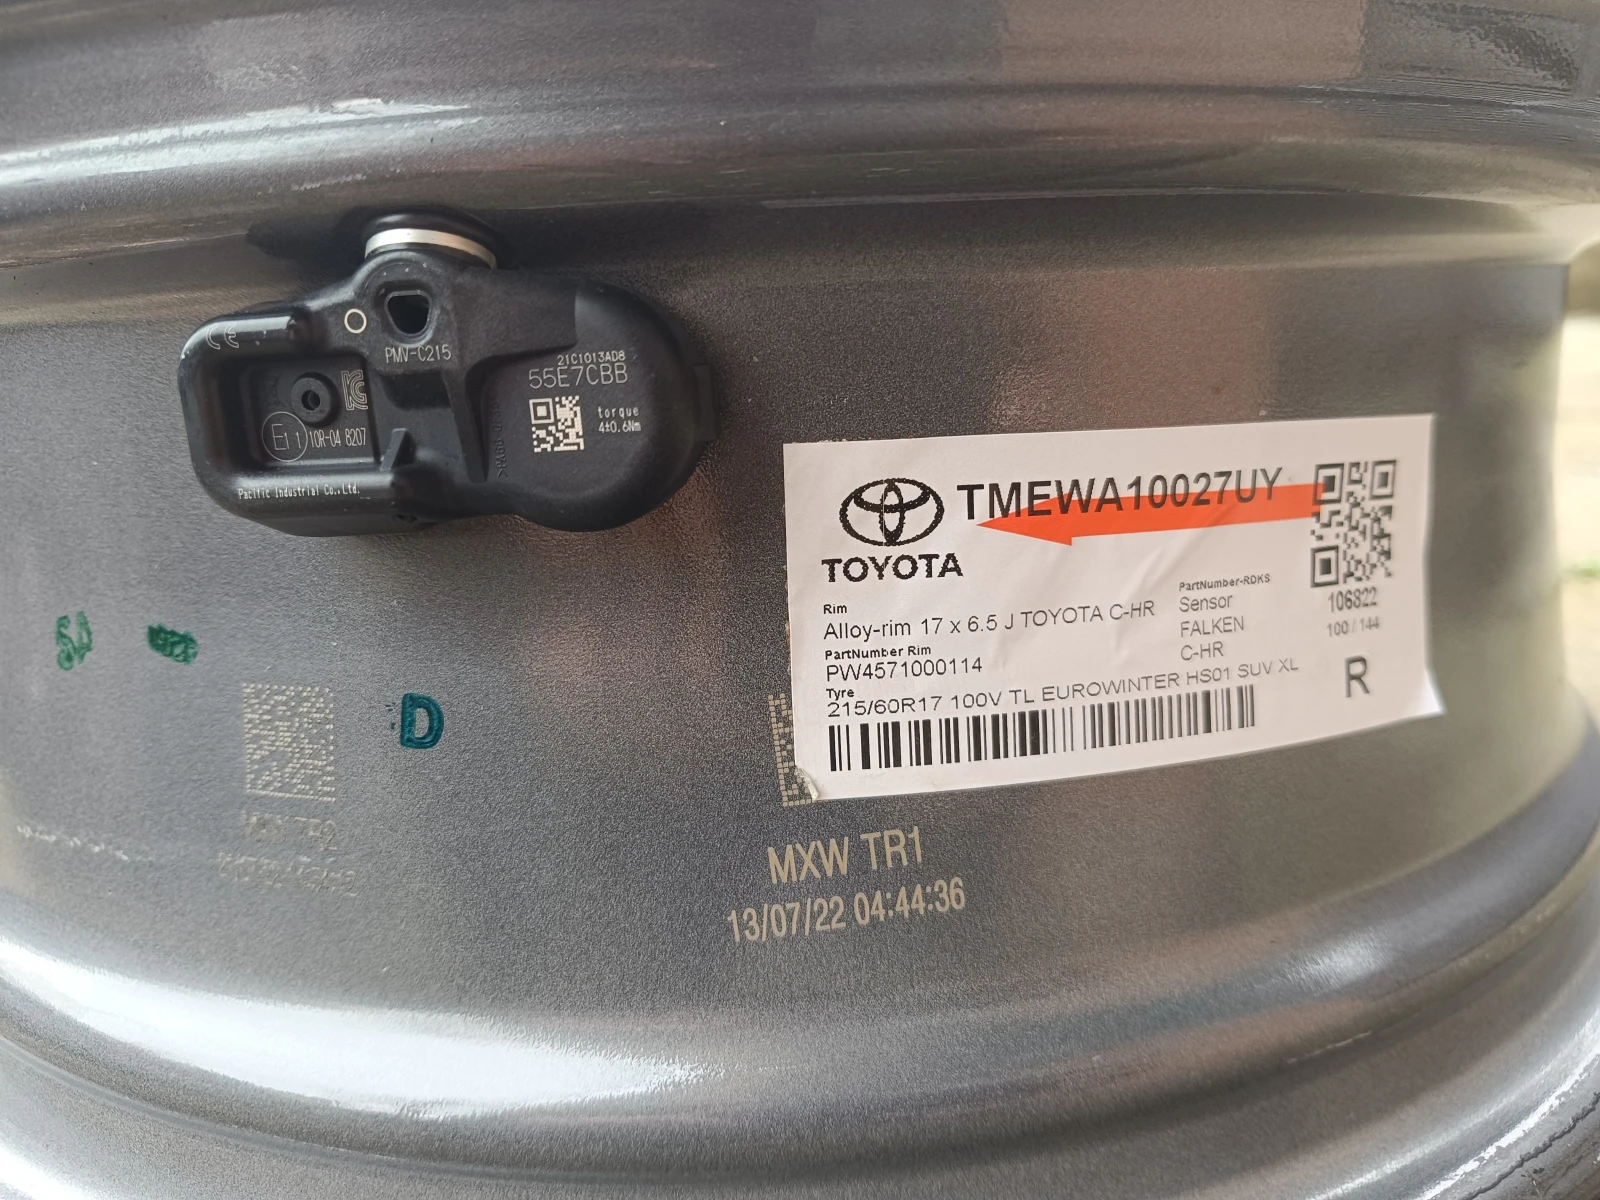 CE
PMV-C215
21C1013AD8
55E7CBB
torque
4±0.6Nm
E11 10R-04 8207
Pacific Industrial Co.,Ltd.
TOYOTA
TMEWA10027UY
Rim
Alloy-rim 17 x 6.5 J TOYOTA C-HR
PartNumber Rim
PW4571000114
Tyre
215/60R17 100V TL EUROWINTER HS01 SUV XL
PartNumber-RDKS
Sensor
FALKEN
C-HR
106822
100 / 144
R
D
MXW TR1
13/07/22 04:44:36